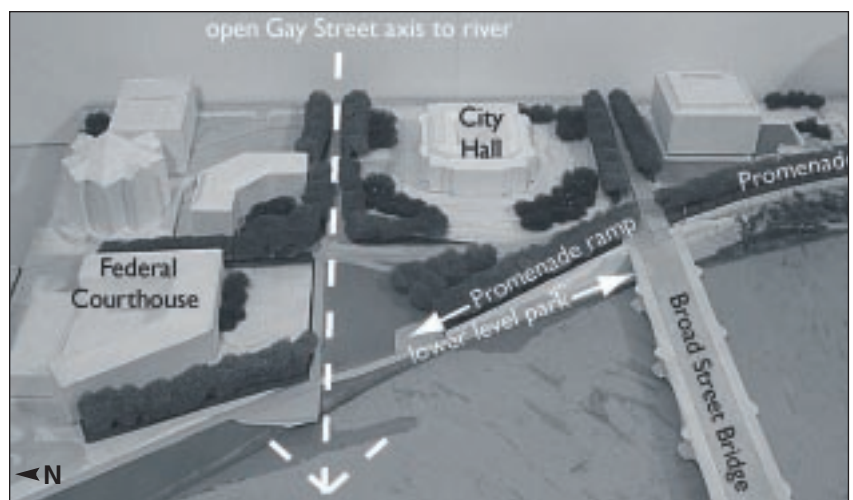 open Gay Street axis to river
City
Hall
Promenade
Promenade ramp
Federal
Courthouse
lower level park
Broad Street Bridge
N